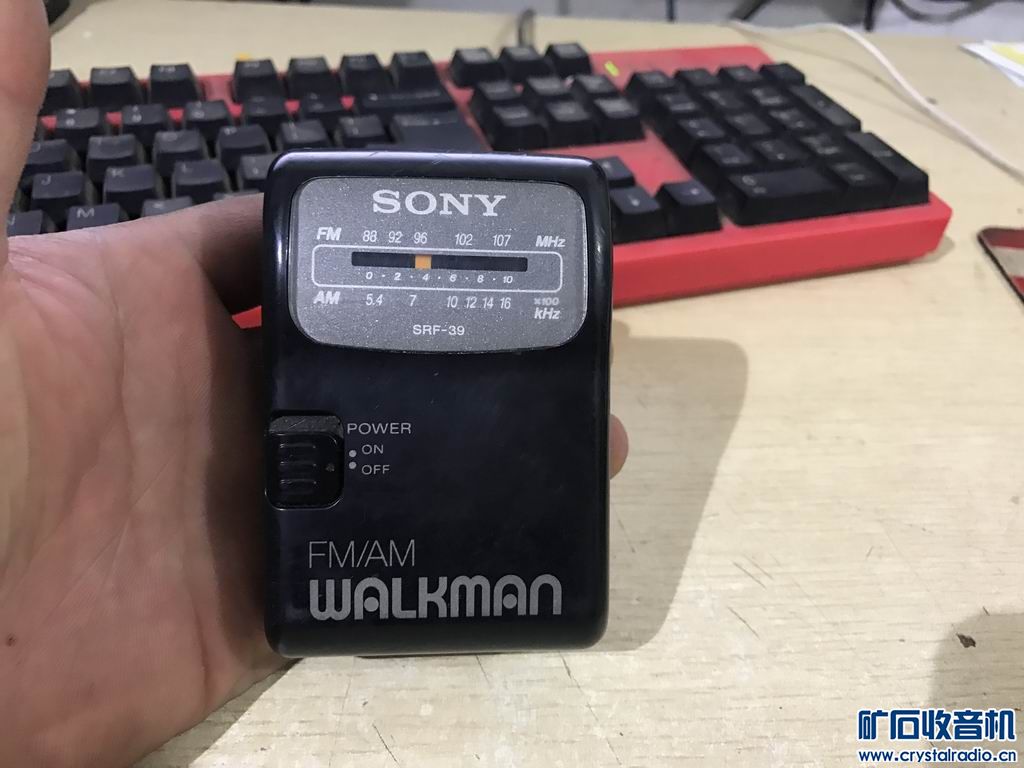 SONY
FM 88 92 96 102 107 MHz
0 · 2 · 4 · 6 · 8 · 10
AM 5.4 7 10 12 14 16 ×100 kHz
SRF-39
POWER
ON
OFF
FM/AM
WALKMAN
矿石收音机
www.crystalradio.cn